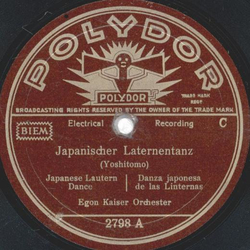 POLYDOR
POLYDOR
TRADE MARK
BROADCASTING RIGHTS RESERVED BY THE OWNER OF THE TRADE MARK
BIEM
Electrical Recording
C
Japanischer Laternentanz
(Yoshitomo)
Japanese Lautern Dance
Danza japonesa de las Linternas
Egon Kaiser Orchester
2798 A